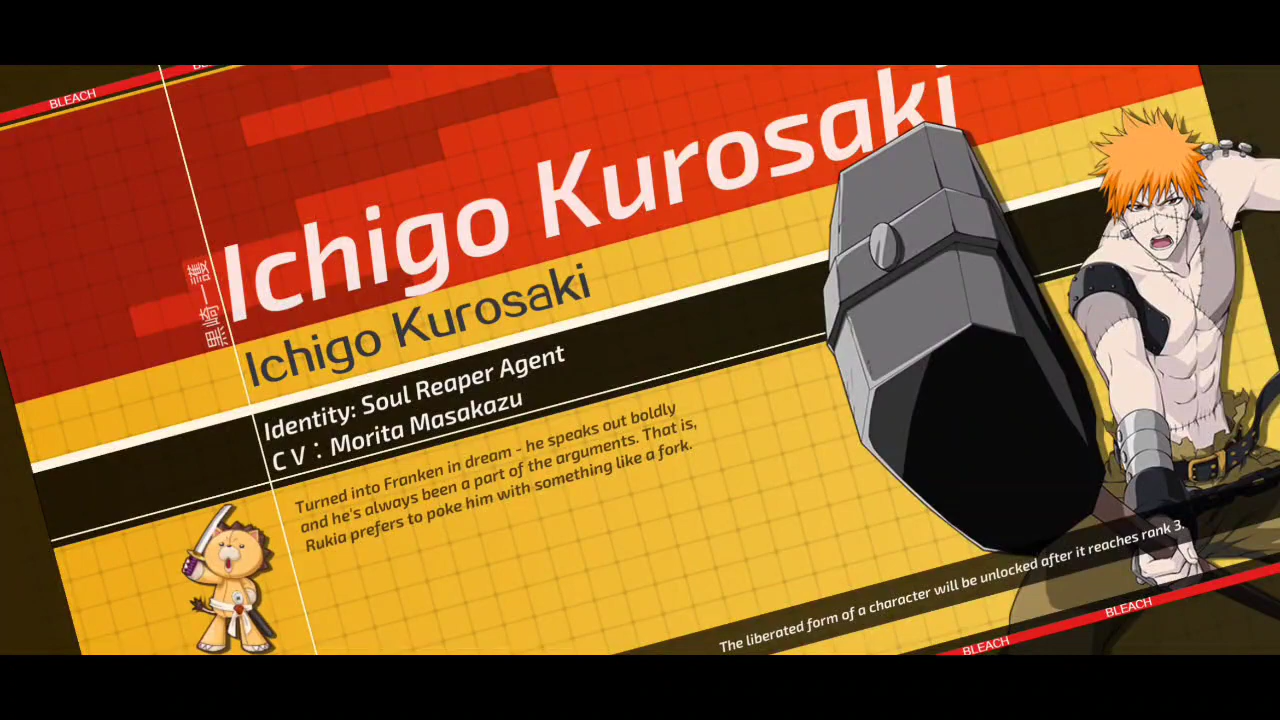 BLEACH
BL
Ichigo Kurosaki
黒崎一護
Ichigo Kurosaki
Identity: Soul Reaper Agent
CV：Morita Masakazu
Turned into Franken in dream - he speaks out boldly
and he's always been a part of the arguments. That is,
Rukia prefers to poke him with something like a fork.
The liberated form of a character will be unlocked after it reaches rank 3.
BLEACH
BLEACH